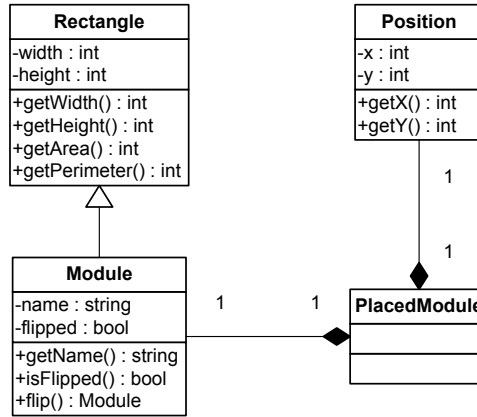 Rectangle
-width : int
-height : int
+getWidth() : int
+getHeight() : int
+getArea() : int
+getPerimeter() : int
Position
-x : int
-y : int
+getX() : int
+getY() : int
1
1
Module
-name : string
-flipped : bool
+getName() : string
+isFlipped() : bool
+flip() : Module
1
1
PlacedModule